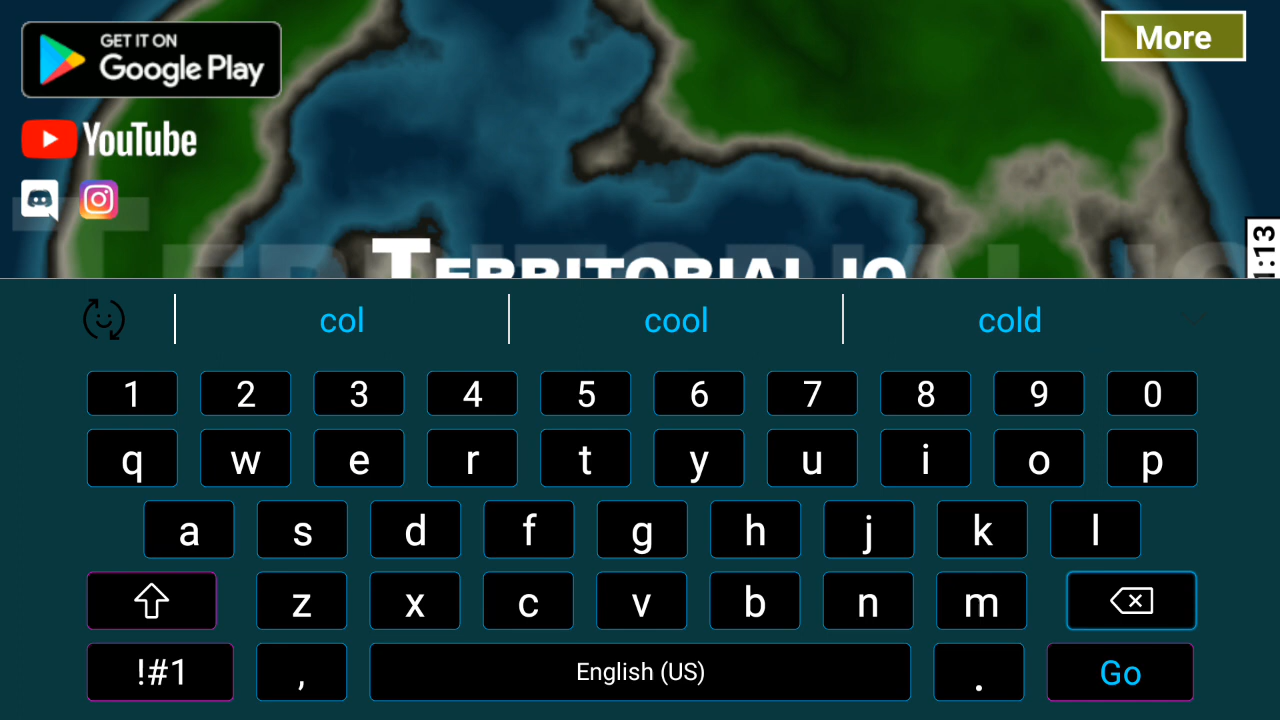 GET IT ON
Google Play
More
YouTube
TERRITORIAL.IO
1:13
col cool cold
1 2 3 4 5 6 7 8 9 0
q w e r t y u i o p
a s d f g h j k l
z x c v b n m
!#1 , English (US) . Go